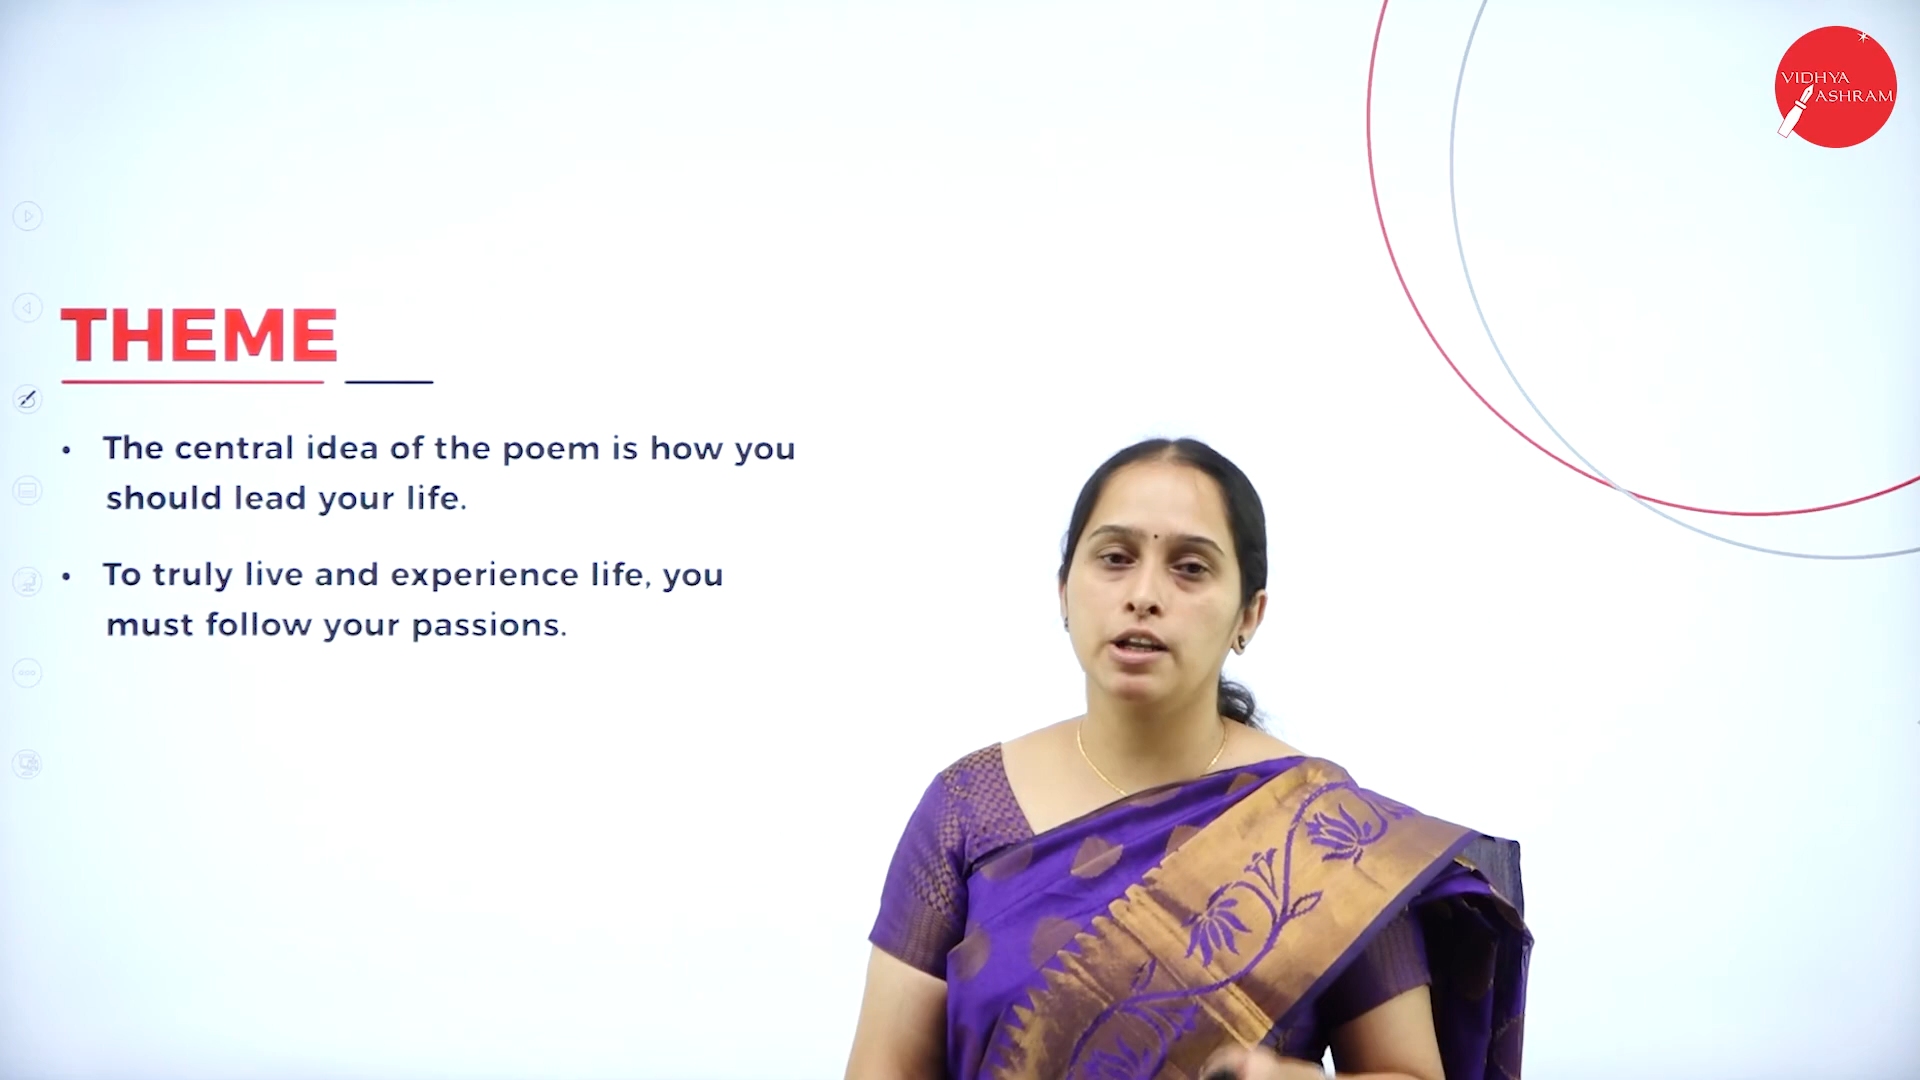 VIDHYA
ASHRAM
THEME
• The central idea of the poem is how you
should lead your life.
• To truly live and experience life, you
must follow your passions.